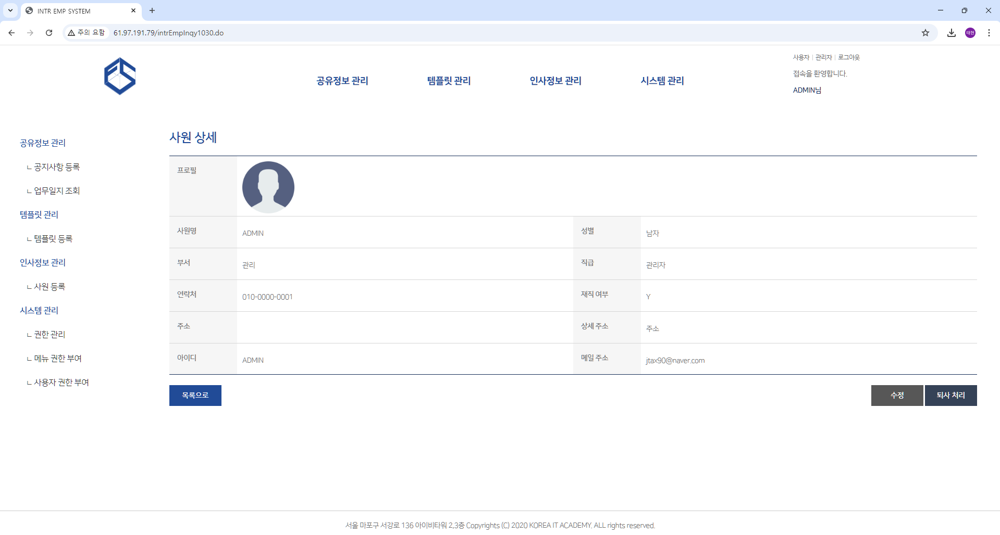 INTR EMP SYSTEM
주의 요함 61.97.191.79/intrEmpInqy1030.do
태현
사용자 | 관리자 | 로그아웃
접속을 환영합니다.
ADMIN님
공유정보 관리 템플릿 관리 인사정보 관리 시스템 관리
공유정보 관리
ㄴ 공지사항 등록
ㄴ 업무일지 조회
템플릿 관리
ㄴ 템플릿 등록
인사정보 관리
ㄴ 사원 등록
시스템 관리
ㄴ 권한 관리
ㄴ 메뉴 권한 부여
ㄴ 사용자 권한 부여
사원 상세
프로필
사원명 ADMIN 성별 남자
부서 관리 직급 관리자
연락처 010-0000-0001 재직 여부 Y
주소 상세 주소 주소
아이디 ADMIN 메일 주소 jtax90@naver.com
목록으로 수정 퇴사 처리
서울 마포구 서강로 136 아이비타워 2,3층 Copyrights (C) 2020 KOREA IT ACADEMY. ALL rights reserved.